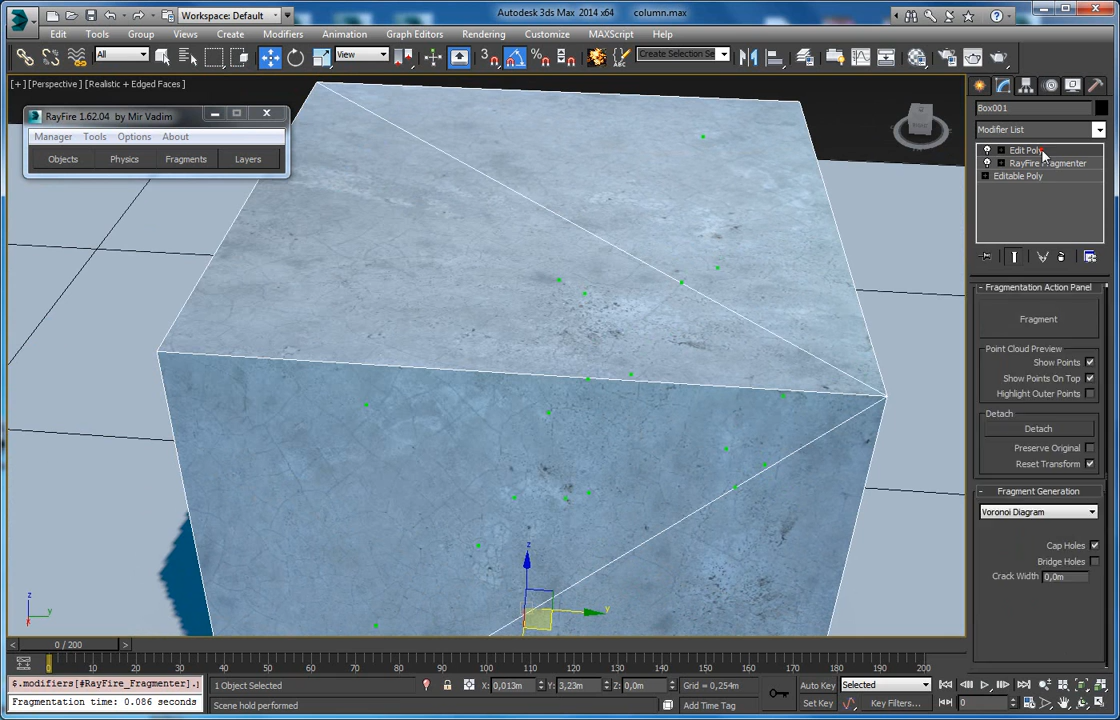 Workspace: Default
Autodesk 3ds Max 2014 x64 column.max
Edit Tools Group Views Create Modifiers Animation Graph Editors Rendering Customize MAXScript Help
All View Create Selection Se
[ + ] [ Perspective ] [ Realistic + Edged Faces ]
RayFire 1.62.04 by Mir Vadim
Manager Tools Options About
Objects Physics Fragments Layers
Box001
Modifier List
Edit Poly
RayFire Fragmenter
Editable Poly
Fragmentation Action Panel
Fragment
Point Cloud Preview
Show Points
Show Points On Top
Highlight Outer Points
Detach
Detach
Preserve Original
Reset Transform
Fragment Generation
Voronoi Diagram
Cap Holes
Bridge Holes
Crack Width 0,0m
z
y
z
y
0 / 200
0 10 20 30 40 50 60 70 80 90 100 110 120 130 140 150 160 170 180 190 200
$.modifiers[#RayFire_Fragmenter].
1 Object Selected
X: 0,013m Y: 3,23m Z: 0,0m
Grid = 0,254m
Auto Key Selected
Fragmentation time: 0.086 seconds
Scene hold performed
Add Time Tag
Set Key
Key Filters...
0